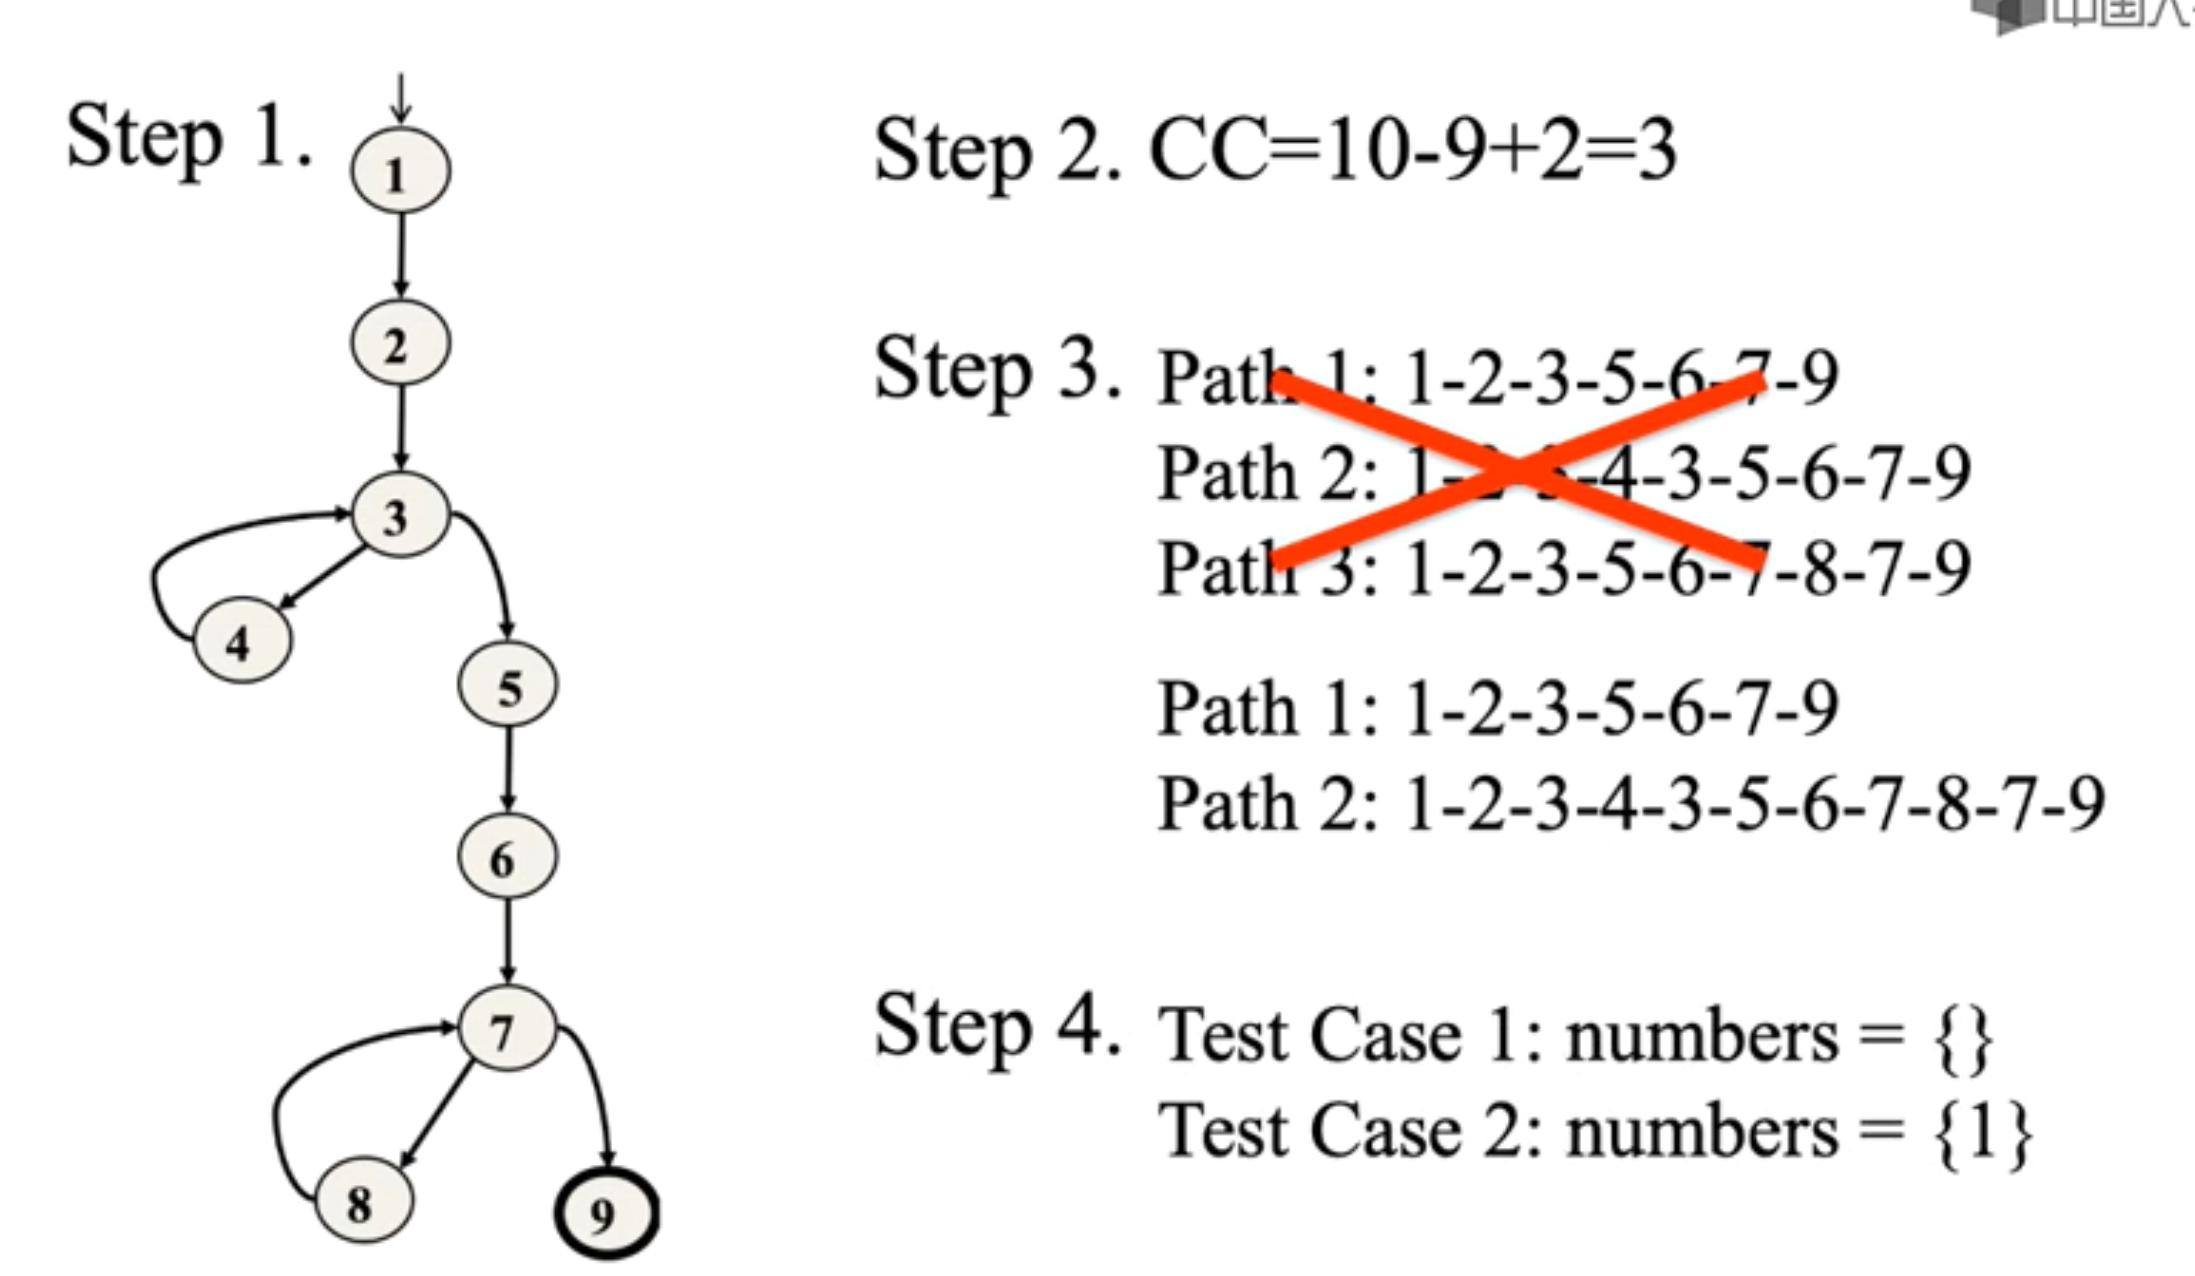 中国大
Step 1.
1
2
3
4
5
6
7
8
9
Step 2. CC=10-9+2=3
Step 3. Path 1: 1-2-3-5-6-7-9
Path 2: 1-2-3-4-3-5-6-7-9
Path 3: 1-2-3-5-6-7-8-7-9
Path 1: 1-2-3-5-6-7-9
Path 2: 1-2-3-4-3-5-6-7-8-7-9
Step 4. Test Case 1: numbers = {}
Test Case 2: numbers = {1}